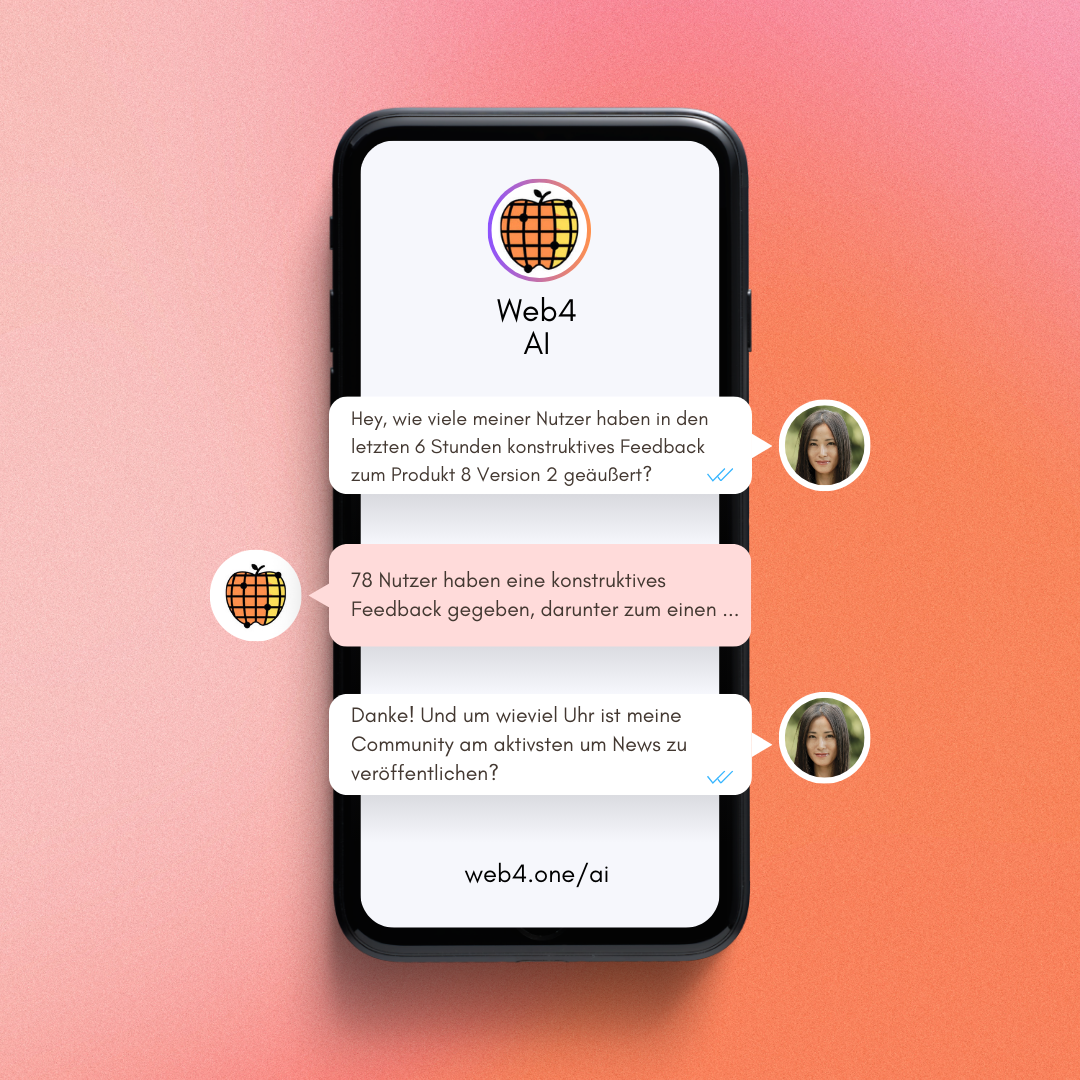 Web4
AI
Hey, wie viele meiner Nutzer haben in den
letzten 6 Stunden konstruktives Feedback
zum Produkt 8 Version 2 geäußert?
78 Nutzer haben eine konstruktives
Feedback gegeben, darunter zum einen ...
Danke! Und um wieviel Uhr ist meine
Community am aktivsten um News zu
veröffentlichen?
web4.one/ai